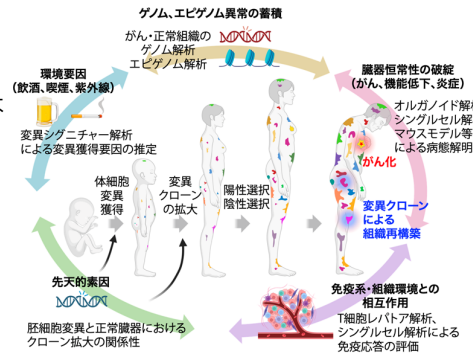 ゲノム、エピゲノム異常の蓄積
がん・正常組織の
ゲノム解析
エピゲノム解析
環境要因
(飲酒、喫煙、紫外線)
変異シグニチャー解析
による変異獲得要因の推定
臓器恒常性の破綻
(がん、機能低下、炎症)
オルガノイド解
シングルセル解
マウスモデル等
による病態解明
がん化
体細胞
変異
獲得
変異
クローン
の拡大
陽性選択
陰性選択
変異クローン
による
組織再構築
先天的素因
胚細胞変異と正常臓器における
クローン拡大の関係性
免疫系・組織環境との
相互作用
T細胞レパトア解析、
シングルセル解析による
免疫応答の評価